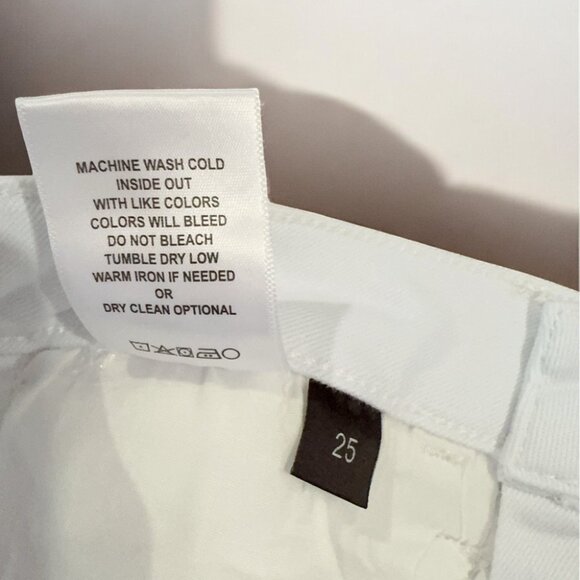 MACHINE WASH COLD
INSIDE OUT
WITH LIKE COLORS
COLORS WILL BLEED
DO NOT BLEACH
TUMBLE DRY LOW
WARM IRON IF NEEDED
OR
DRY CLEAN OPTIONAL
25